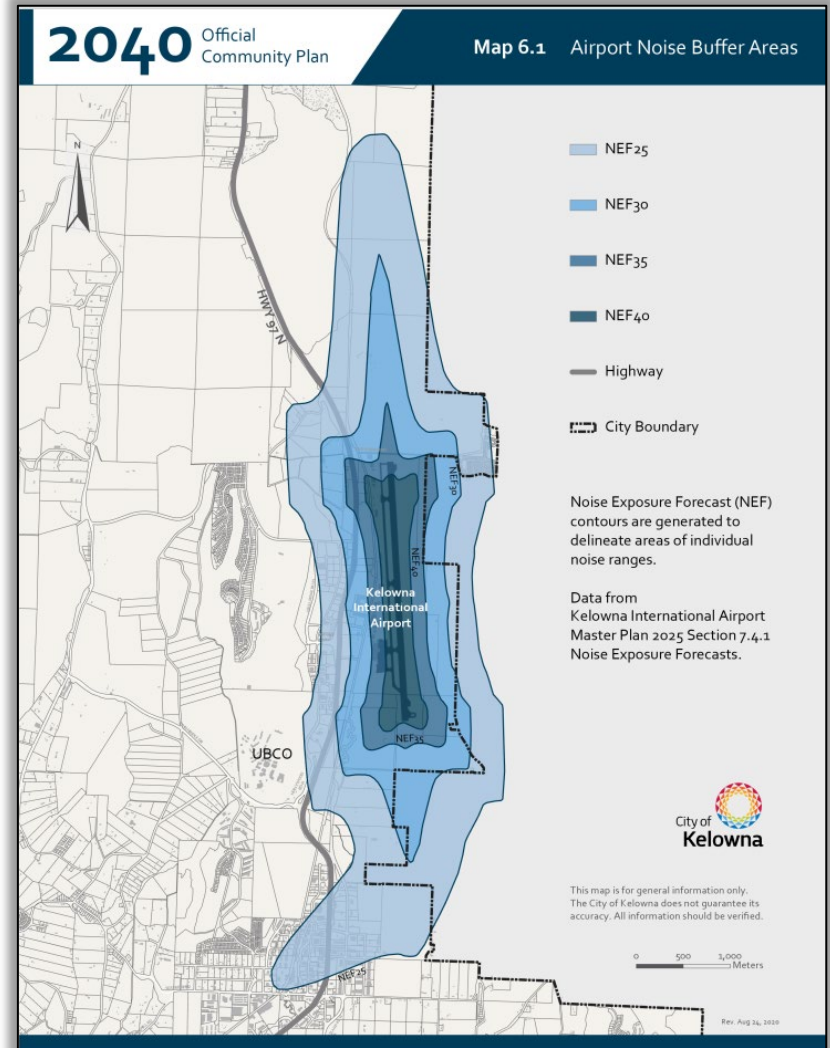 2040 Official
Community Plan
Map 6.1 Airport Noise Buffer Areas
N
HWY 97 N
NEF25
NEF30
NEF35
NEF40
Highway
City Boundary
NEF30
NEF40
Noise Exposure Forecast (NEF)
contours are generated to
delineate areas of individual
noise ranges.
Kelowna
International
Airport
Data from
Kelowna International Airport
Master Plan 2025 Section 7.4.1
Noise Exposure Forecasts.
NEF35
UBCO
City of
Kelowna
This map is for general information only.
The City of Kelowna does not guarantee its
accuracy. All information should be verified.
0 500 1,000
Meters
NEF25
Rev. Aug 24, 2020